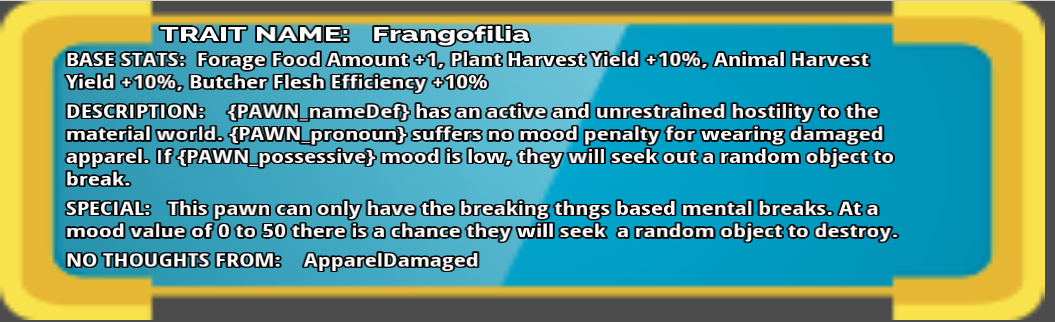 TRAIT NAME: Frangofilia
BASE STATS: Forage Food Amount +1, Plant Harvest Yield +10%, Animal Harvest
Yield +10%, Butcher Flesh Efficiency +10%
DESCRIPTION: {PAWN_nameDef} has an active and unrestrained hostility to the
material world. {PAWN_pronoun} suffers no mood penalty for wearing damaged
apparel. If {PAWN_possessive} mood is low, they will seek out a random object to
break.
SPECIAL: This pawn can only have the breaking thngs based mental breaks. At a
mood value of 0 to 50 there is a chance they will seek a random object to destroy.
NO THOUGHTS FROM: ApparelDamaged